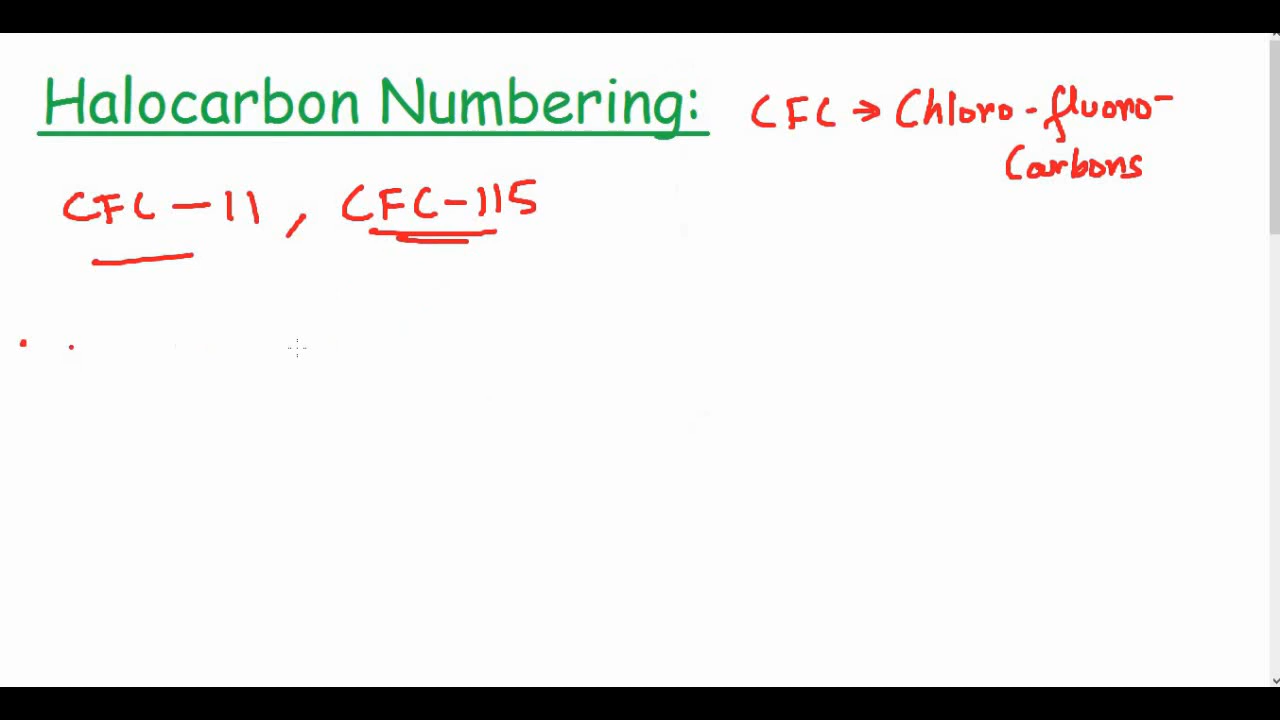 Halocarbon Numbering:
CFC → Chloro-fluoro-
Carbons
CFC-11, CFC-115